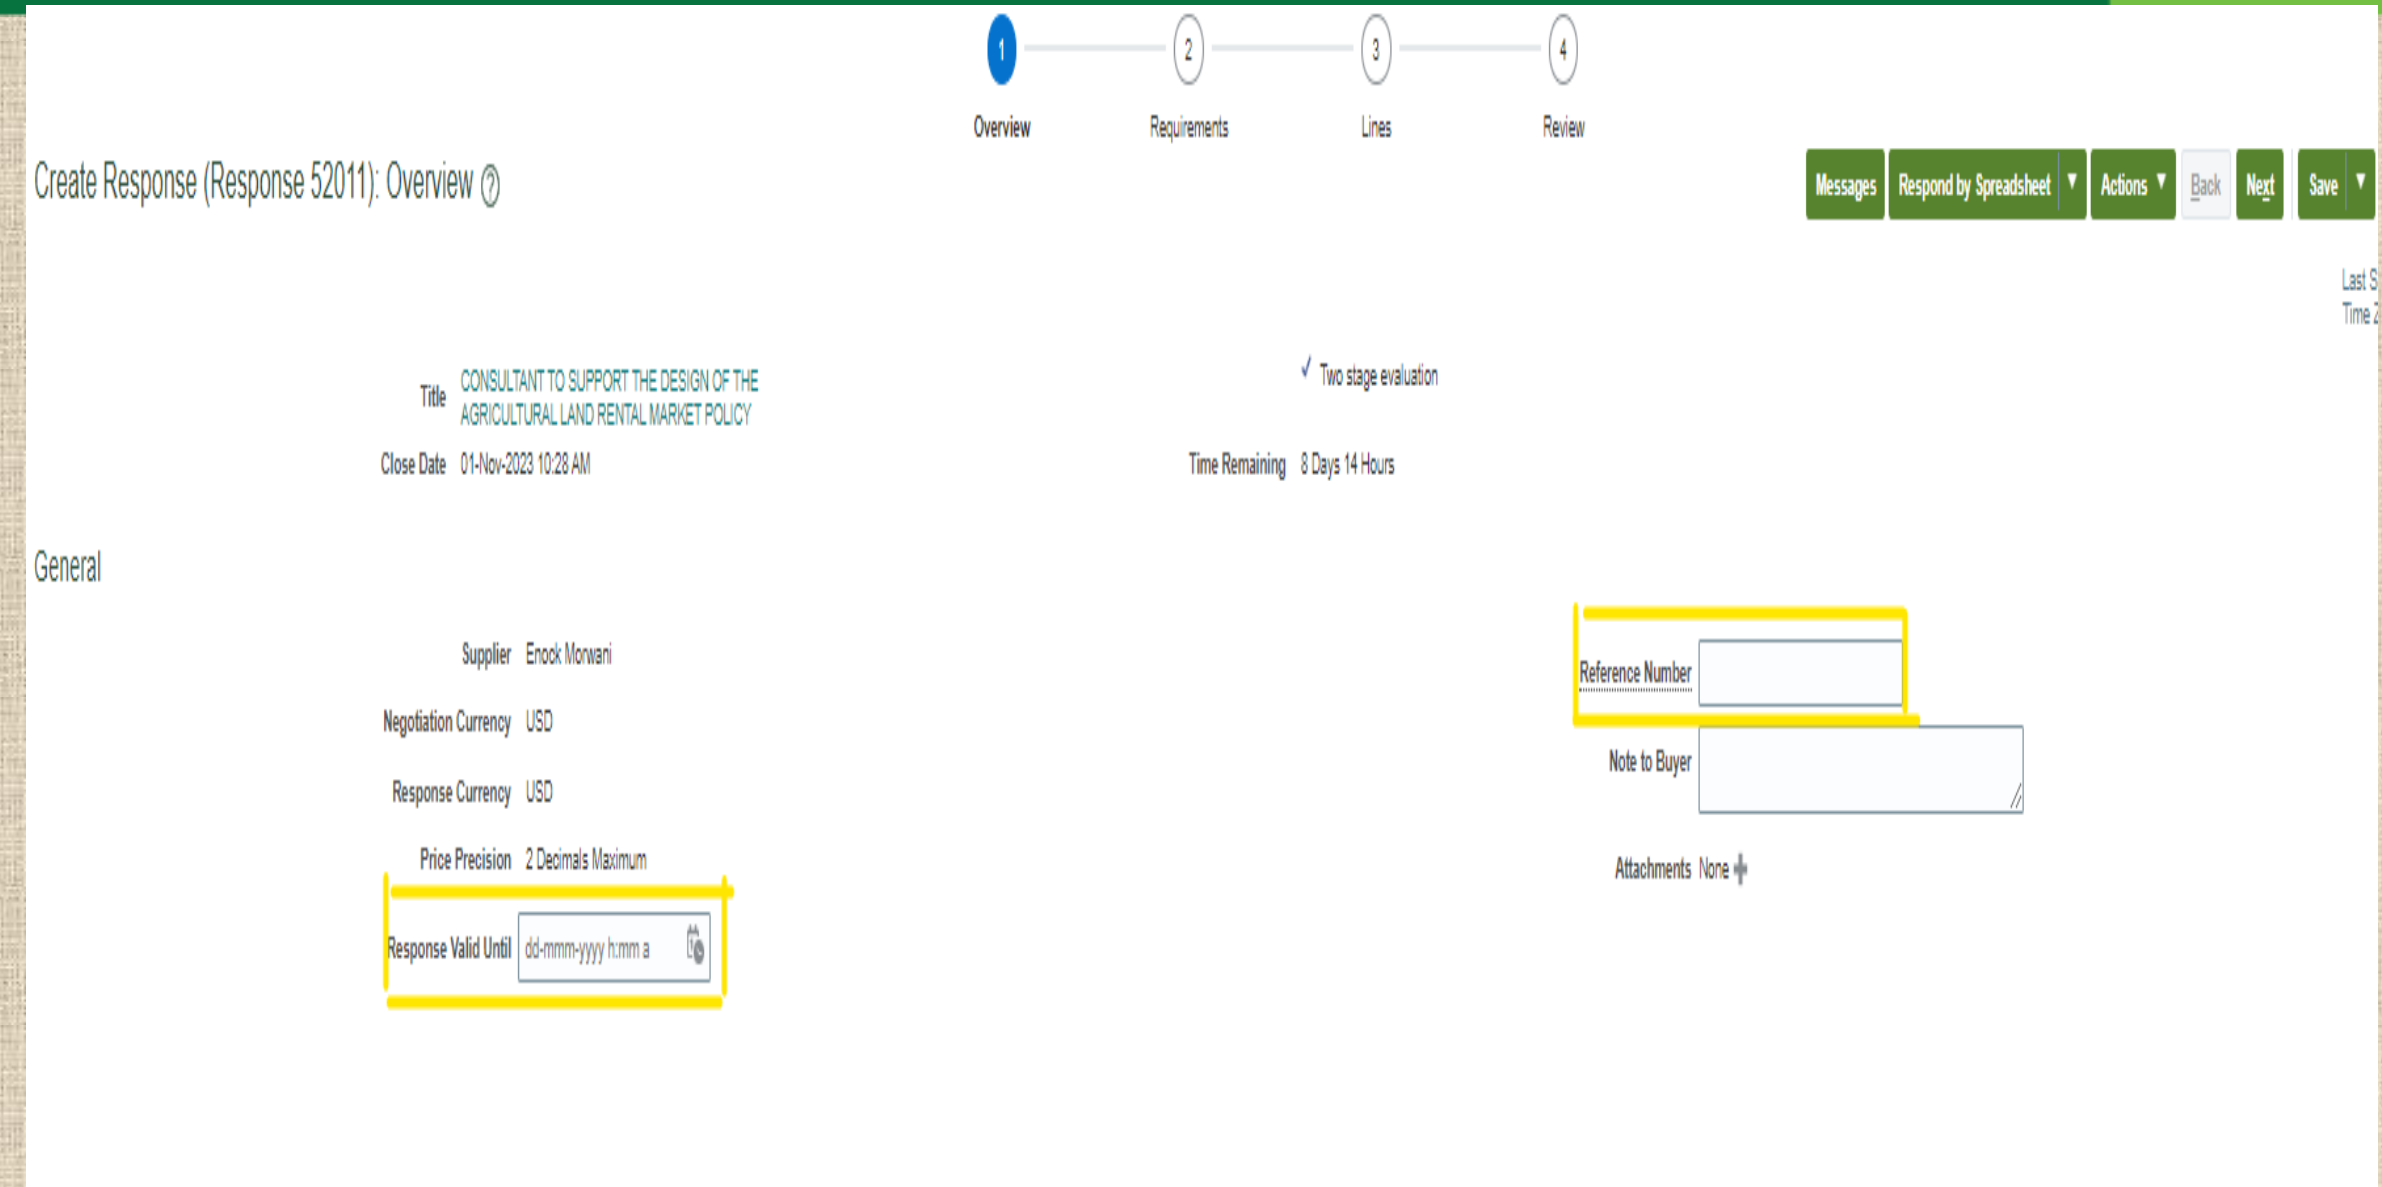 1 2 3 4
Overview Requirements Lines Review
Create Response (Response 52011): Overview ?
Messages Respond by Spreadsheet Actions Back Next Save
Last S
Time Z
Title CONSULTANT TO SUPPORT THE DESIGN OF THE
AGRICULTURAL LAND RENTAL MARKET POLICY
Two stage evaluation
Close Date 01-Nov-2023 10:28 AM
Time Remaining 8 Days 14 Hours
General
Supplier Enock Morwani
Negotiation Currency USD
Response Currency USD
Price Precision 2 Decimals Maximum
Response Valid Until dd-mmm-yyyy h:mm a
Reference Number
Note to Buyer
Attachments None